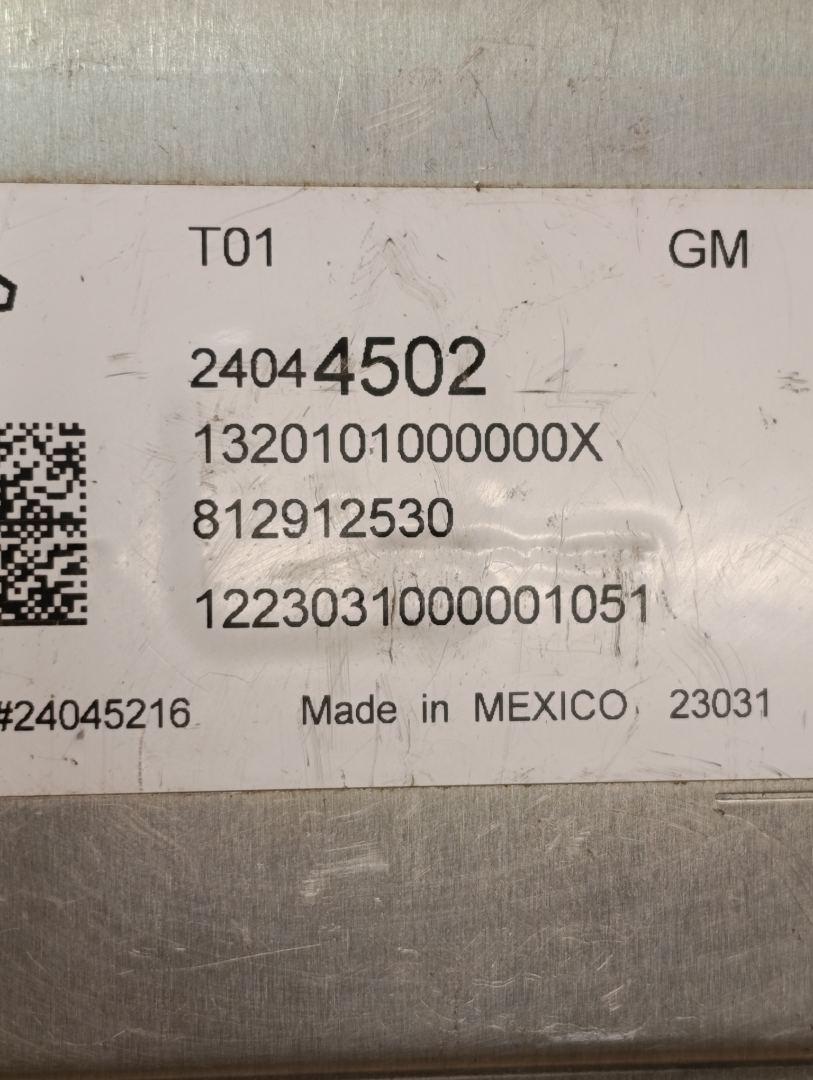 T01 GM
24044502
1320101000000X
812912530
1223031000001051
#24045216 Made in MEXICO 23031